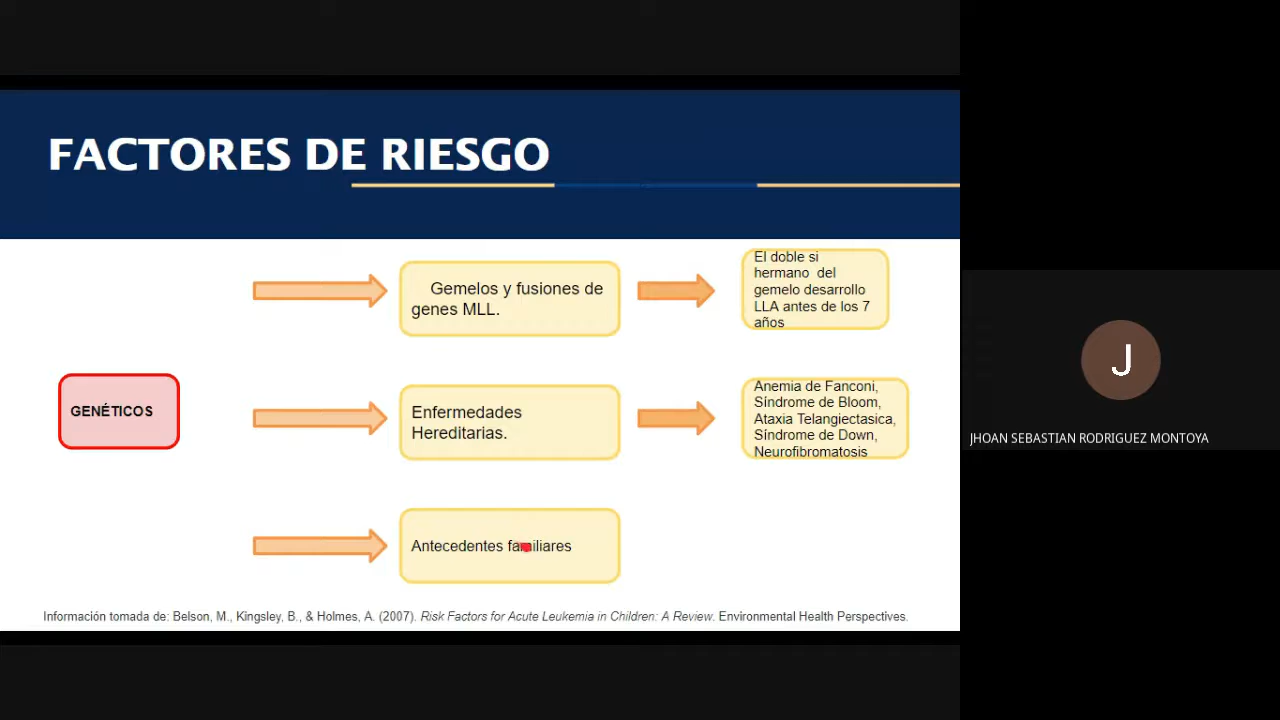 FACTORES DE RIESGO
Gemelos y fusiones de
genes MLL.
El doble si
hermano del
gemelo desarrollo
LLA antes de los 7
años
GENÉTICOS
Enfermedades
Hereditarias.
Anemia de Fanconi,
Síndrome de Bloom,
Ataxia Telangiectasica,
Síndrome de Down,
Neurofibromatosis
Antecedentes familiares
Información tomada de: Belson, M., Kingsley, B., & Holmes, A. (2007). Risk Factors for Acute Leukemia in Children: A Review. Environmental Health Perspectives.
J
JHOAN SEBASTIAN RODRIGUEZ MONTOYA